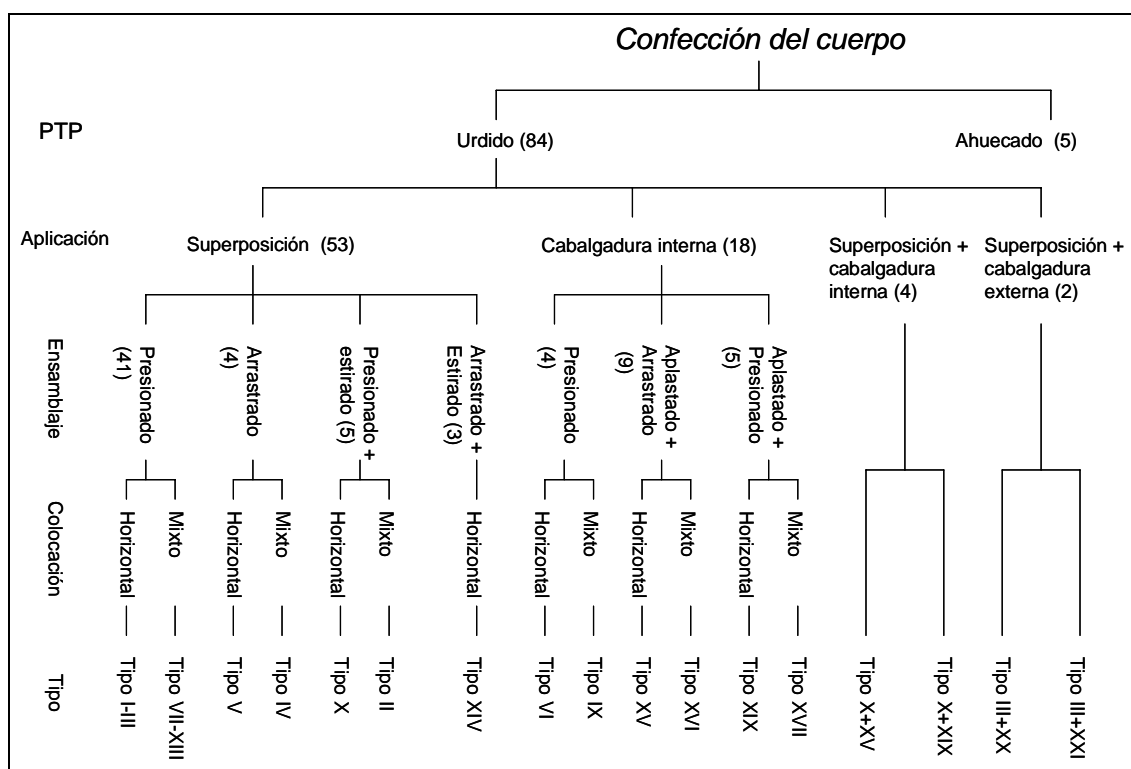 Confección del cuerpo
PTP
Urdido (84)
Ahuecado (5)
Aplicación
Superposición (53)
Cabalgadura interna (18)
Superposición +
cabalgadura
interna (4)
Superposición +
cabalgadura
externa (2)
Ensamblaje
Presionado
(41)
Arrastrado
(4)
Presionado +
estirado (5)
Arrastrado +
Estirado (3)
Presionado
(4)
Aplastado +
Arrastrado
(9)
Aplastado +
Presionado
(5)
Colocación
Horizontal
Mixto
Horizontal
Mixto
Horizontal
Mixto
Horizontal
Horizontal
Mixto
Horizontal
Mixto
Horizontal
Mixto
Tipo
Tipo I-III
Tipo VII-XIII
Tipo V
Tipo IV
Tipo X
Tipo II
Tipo XIV
Tipo VI
Tipo IX
Tipo XV
Tipo XVI
Tipo XIX
Tipo XVII
Tipo X+XV
Tipo X+XIX
Tipo III+XX
Tipo III+XXI